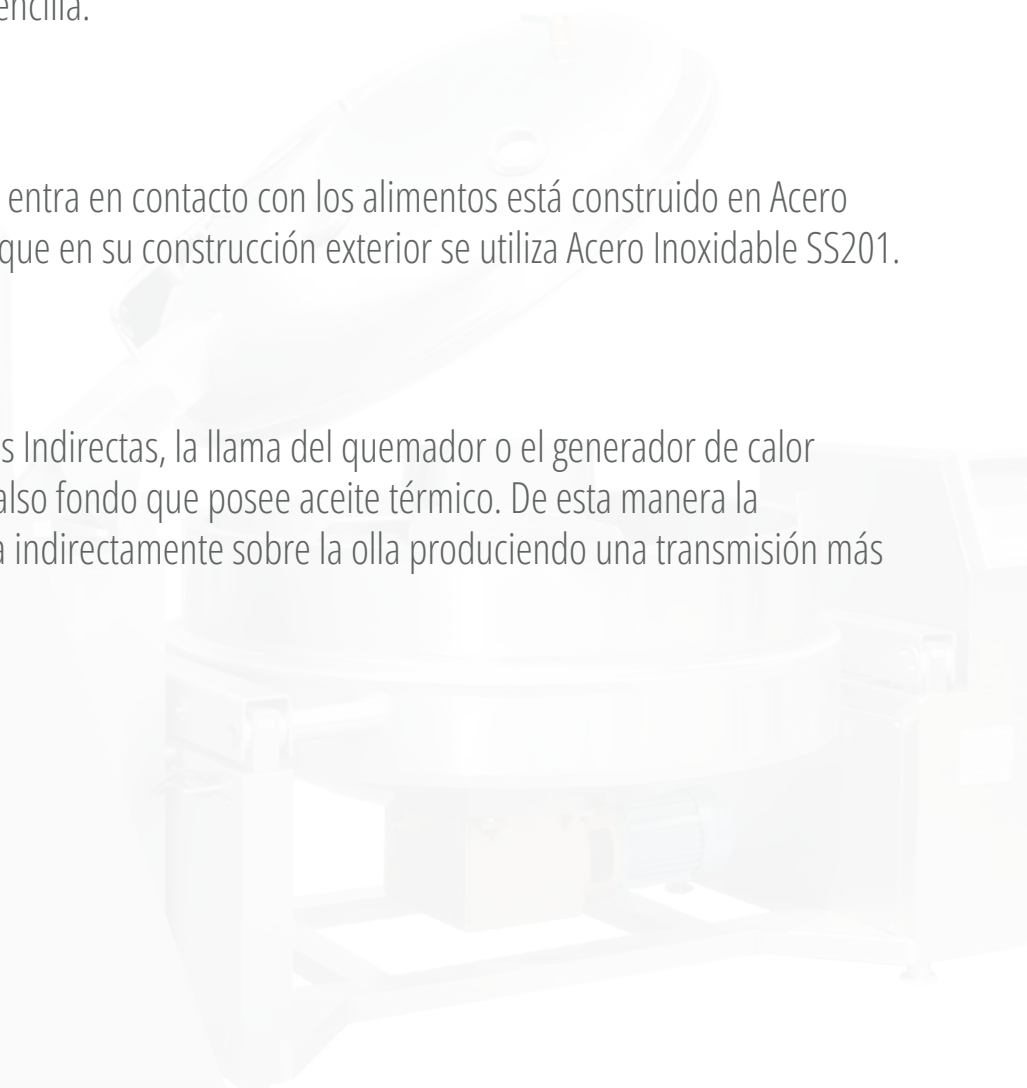 encilla.
entra en contacto con los alimentos está construido en Acero
que en su construcción exterior se utiliza Acero Inoxidable SS201.
s Indirectas, la llama del quemador o el generador de calor
also fondo que posee aceite térmico. De esta manera la
a indirectamente sobre la olla produciendo una transmisión más